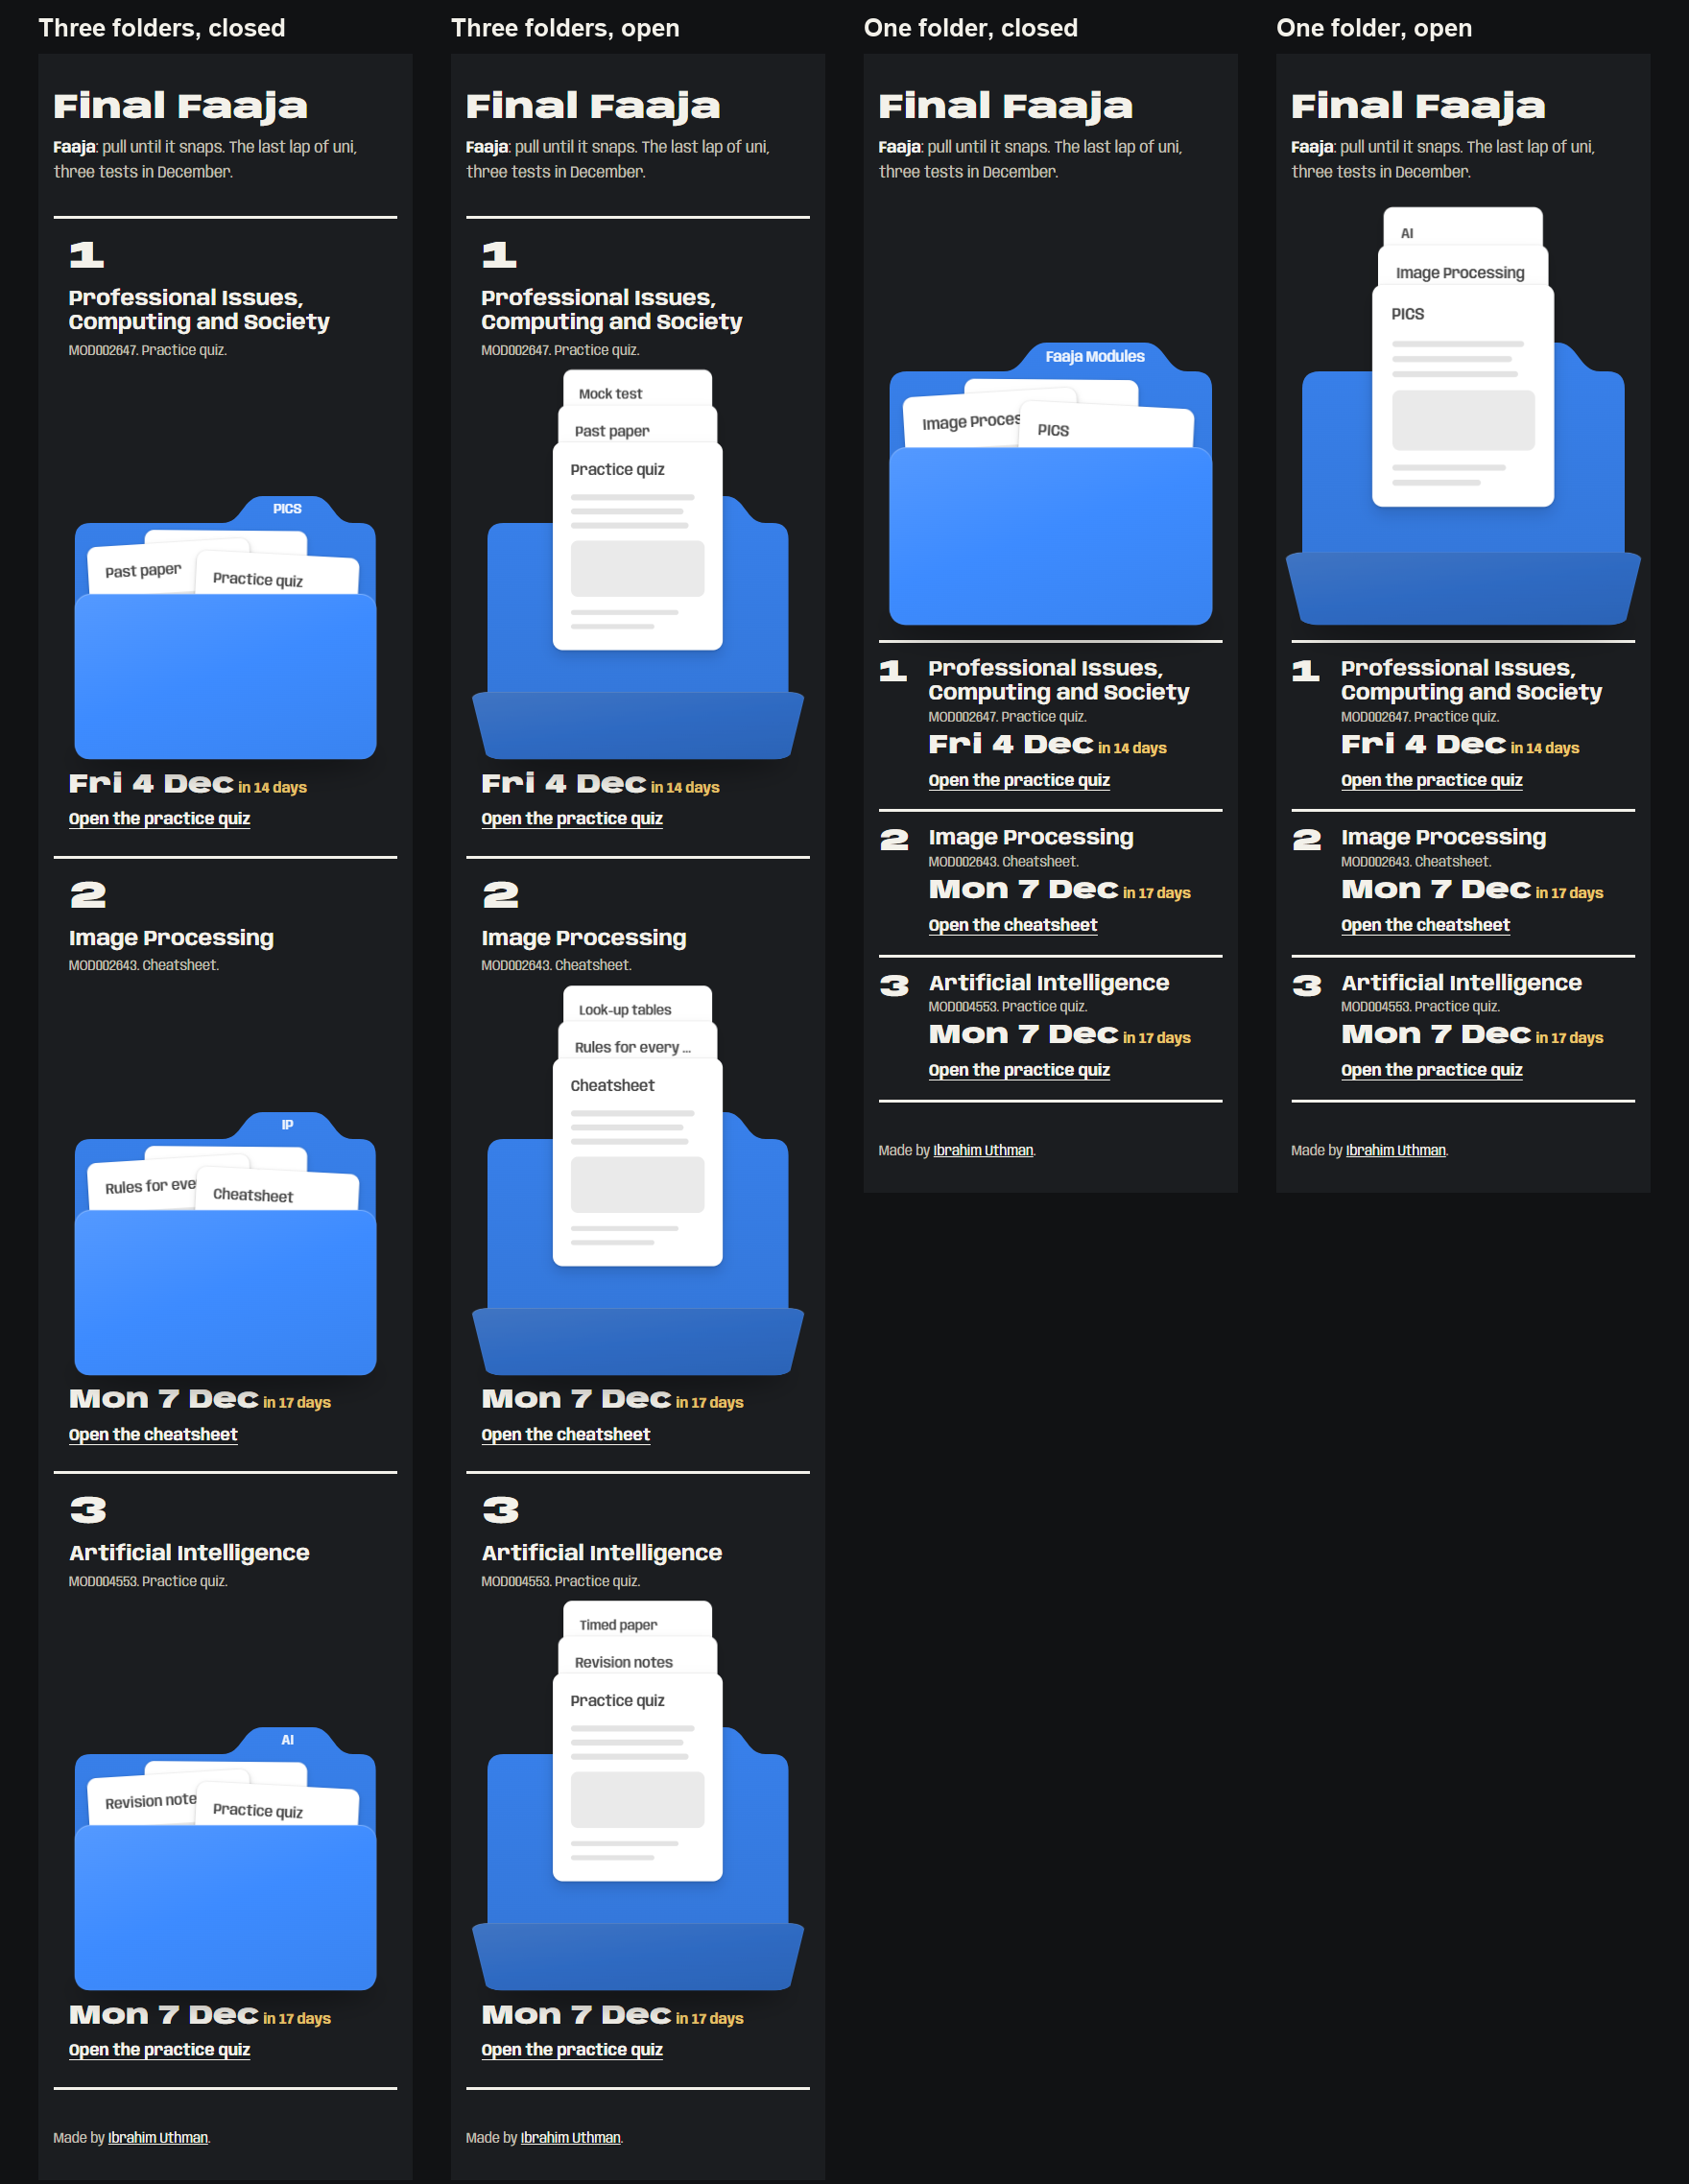 Three folders, closed
Final Faaja
Faaja: pull until it snaps. The last lap of uni,
three tests in December.
1
Professional Issues,
Computing and Society
MOD002647. Practice quiz.
PICS
Past paper
Practice quiz
Fri 4 Dec in 14 days
Open the practice quiz
2
Image Processing
MOD002643. Cheatsheet.
IP
Rules for eve
Cheatsheet
Mon 7 Dec in 17 days
Open the cheatsheet
3
Artificial Intelligence
MOD004553. Practice quiz.
AI
Revision note
Practice quiz
Mon 7 Dec in 17 days
Open the practice quiz
Made by Ibrahim Uthman.
Three folders, open
Final Faaja
Faaja: pull until it snaps. The last lap of uni,
three tests in December.
1
Professional Issues,
Computing and Society
MOD002647. Practice quiz.
Mock test
Past paper
Practice quiz
Fri 4 Dec in 14 days
Open the practice quiz
2
Image Processing
MOD002643. Cheatsheet.
Look-up tables
Rules for every ...
Cheatsheet
Mon 7 Dec in 17 days
Open the cheatsheet
3
Artificial Intelligence
MOD004553. Practice quiz.
Timed paper
Revision notes
Practice quiz
Mon 7 Dec in 17 days
Open the practice quiz
Made by Ibrahim Uthman.
One folder, closed
Final Faaja
Faaja: pull until it snaps. The last lap of uni,
three tests in December.
Faaja Modules
Image Proces
PICS
1
Professional Issues,
Computing and Society
MOD002647. Practice quiz.
Fri 4 Dec in 14 days
Open the practice quiz
2
Image Processing
MOD002643. Cheatsheet.
Mon 7 Dec in 17 days
Open the cheatsheet
3
Artificial Intelligence
MOD004553. Practice quiz.
Mon 7 Dec in 17 days
Open the practice quiz
Made by Ibrahim Uthman.
One folder, open
Final Faaja
Faaja: pull until it snaps. The last lap of uni,
three tests in December.
AI
Image Processing
PICS
1
Professional Issues,
Computing and Society
MOD002647. Practice quiz.
Fri 4 Dec in 14 days
Open the practice quiz
2
Image Processing
MOD002643. Cheatsheet.
Mon 7 Dec in 17 days
Open the cheatsheet
3
Artificial Intelligence
MOD004553. Practice quiz.
Mon 7 Dec in 17 days
Open the practice quiz
Made by Ibrahim Uthman.